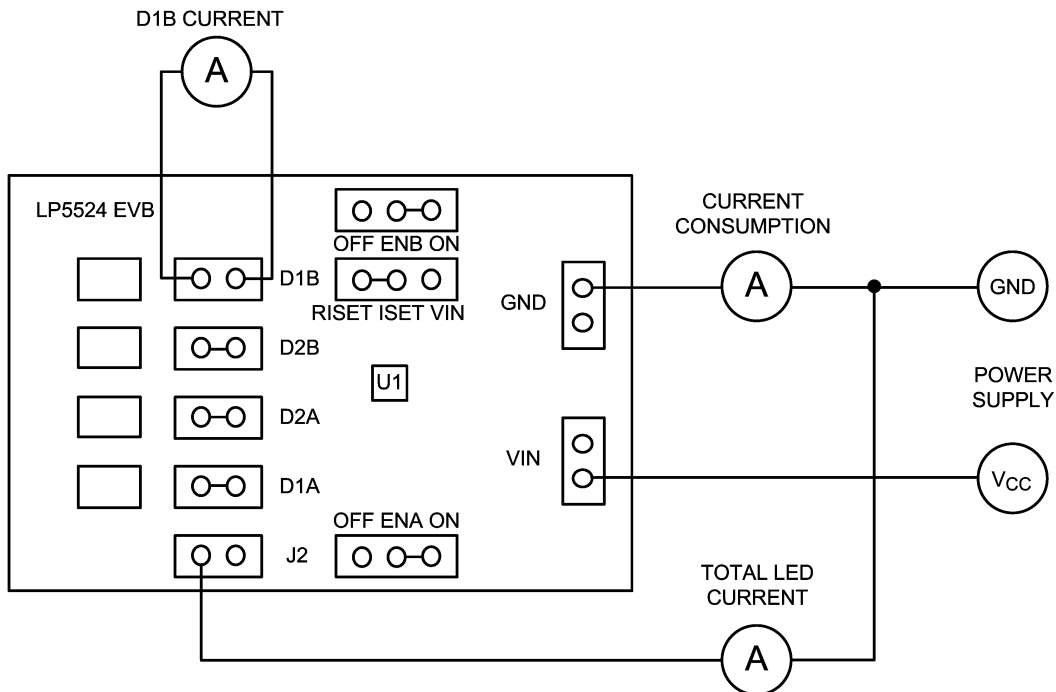 D1B CURRENT
A
LP5524 EVB
OFF ENB ON
D1B
RISET ISET VIN
D2B
U1
D2A
D1A
OFF ENA ON
J2
GND
VIN
CURRENT
CONSUMPTION
A
GND
POWER
SUPPLY
VCC
TOTAL LED
CURRENT
A